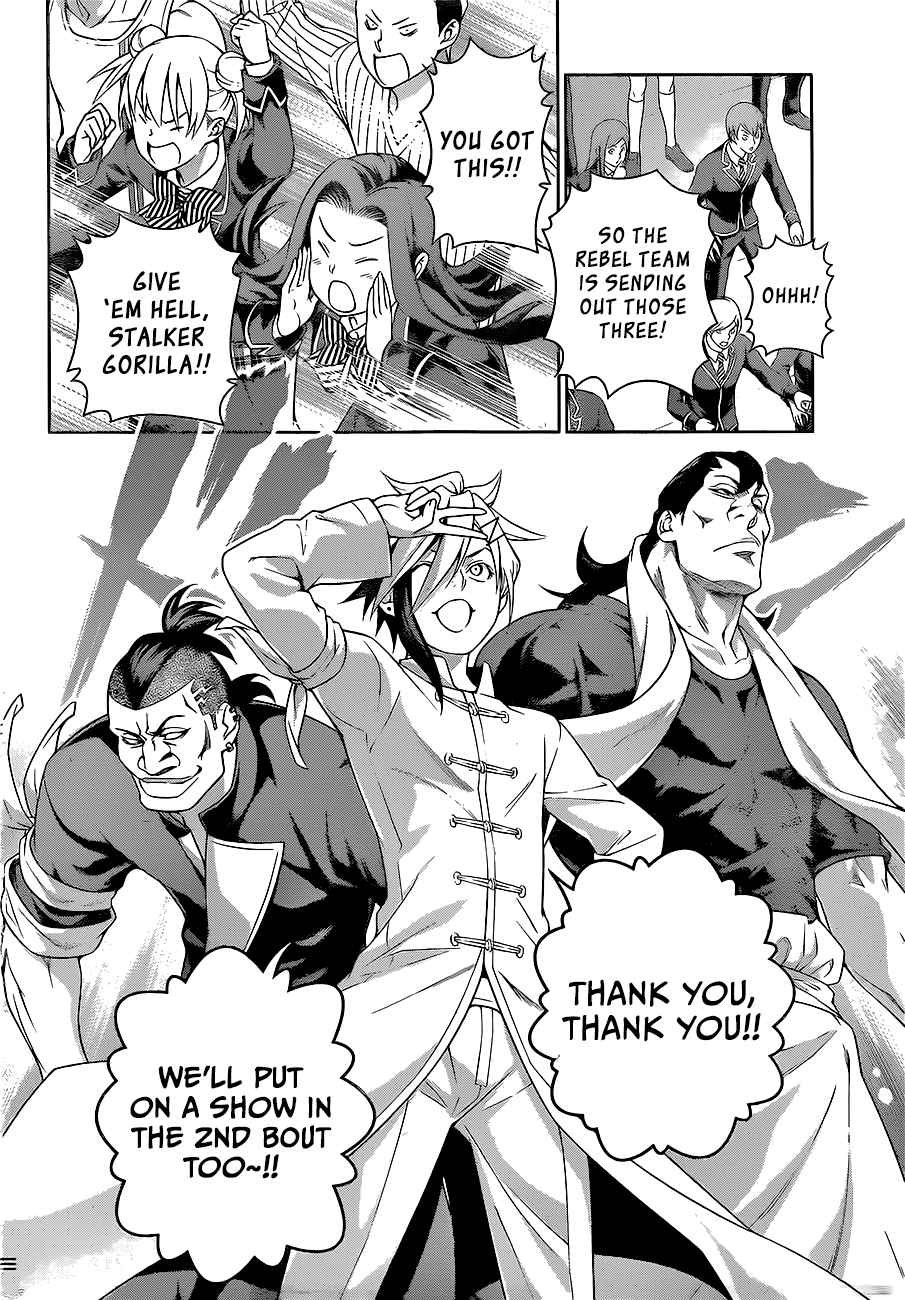 OHHH!
SO THE
REBEL TEAM
IS SENDING
OUT THOSE
THREE!
YOU GOT
THIS!!
GIVE
'EM HELL,
STALKER
GORILLA!!
THANK YOU,
THANK YOU!!
WE'LL PUT
ON A SHOW IN
THE 2ND BOUT
TOO~!!